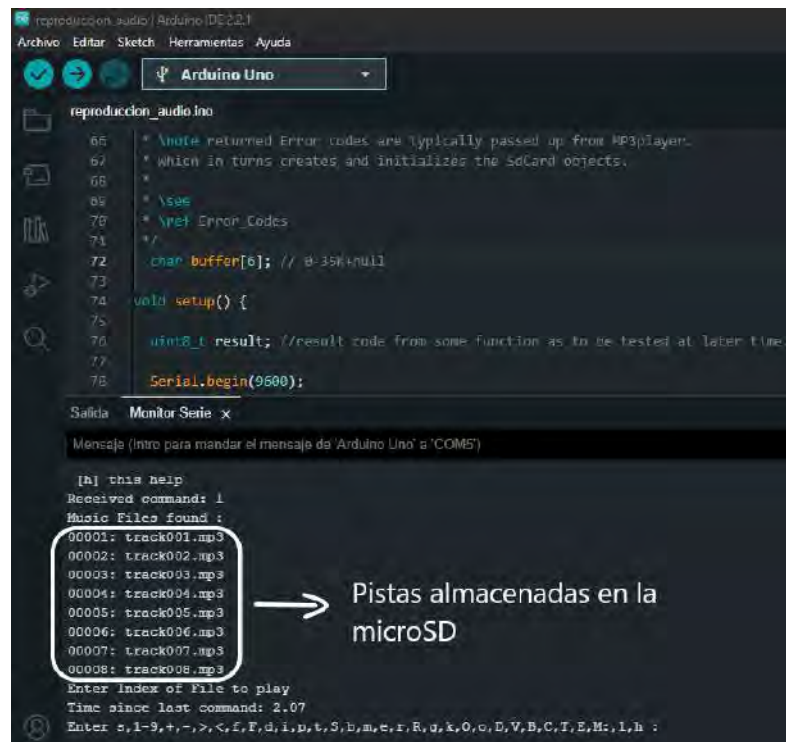 reproduccion_audio | Arduino IDE 2.2.1
Archivo Editar Sketch Herramientas Ayuda
Arduino Uno
reproduccion_audio.ino
66 * \note returned Error codes are typically passed up from MP3player.
67 * which in turns creates and initializes the SdCard objects.
68 *
69 * \see
70 * \ref Error_Codes
71 */
72 char buffer[6]; // 0-35K+null
73
74 void setup() {
75
76 uint8_t result; //result code from some function as to be tested at later time.
77
78 Serial.begin(9600);
Salida Monitor Serie x
Mensaje (Intro para mandar el mensaje de 'Arduino Uno' a 'COM5')
[h] this help
Received command: l
Music Files found :
00001: track001.mp3
00002: track002.mp3
00003: track003.mp3
00004: track004.mp3
00005: track005.mp3
00006: track006.mp3
00007: track007.mp3
00008: track008.mp3
Pistas almacenadas en la
microSD
Enter Index of File to play
Time since last command: 2.07
Enter s,1-9,+,-,>,<,f,F,d,i,p,t,S,b,m,e,r,R,g,k,O,o,D,V,B,C,T,E,M:,l,h :